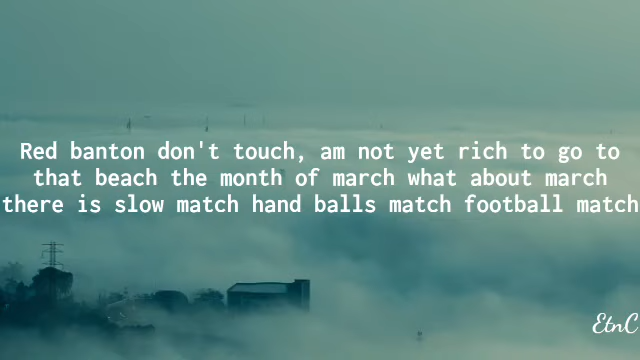 Red banton don't touch, am not yet rich to go to
that beach the month of march what about march
there is slow match hand balls match football match
EtnC